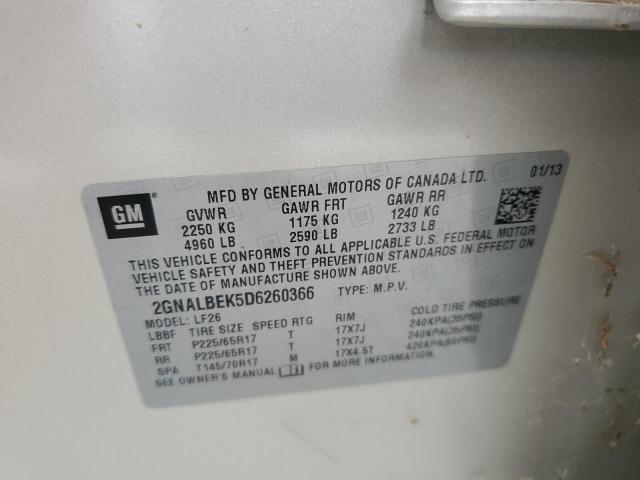 GM
MFD BY GENERAL MOTORS OF CANADA LTD. 01/13
GVWR GAWR FRT GAWR RR
2250 KG 1175 KG 1240 KG
4960 LB 2590 LB 2733 LB
THIS VEHICLE CONFORMS TO ALL APPLICABLE U.S. FEDERAL MOTOR
VEHICLE SAFETY AND THEFT PREVENTION STANDARDS IN EFFECT ON
THE DATE OF MANUFACTURE SHOWN ABOVE.
2GNALBEK5D6260366 TYPE: M.P.V.
MODEL: LF26
LBBF TIRE SIZE SPEED RTG RIM COLD TIRE PRESSURE
FRT P225/65R17 T 17X7J 240KPA(35PSI)
RR P225/65R17 T 17X7J 240KPA(35PSI)
SPA T145/70R17 M 17X4.5T 420KPA(60PSI)
SEE OWNER'S MANUAL FOR MORE INFORMATION.